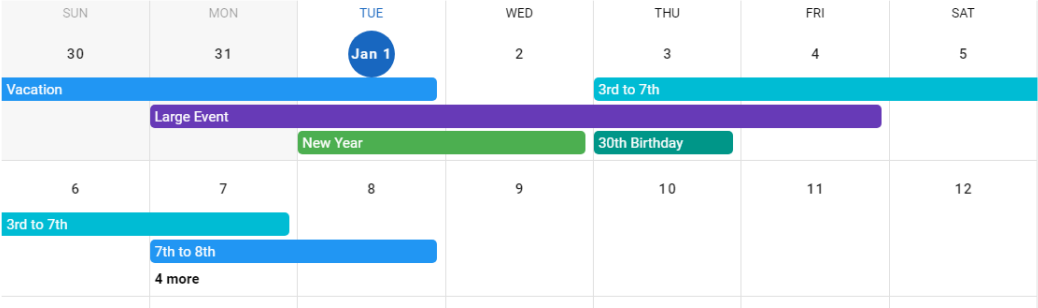 SUN MON TUE WED THU FRI SAT
30 31 Jan 1 2 3 4 5
Vacation 3rd to 7th
Large Event
New Year 30th Birthday
6 7 8 9 10 11 12
3rd to 7th
7th to 8th
4 more